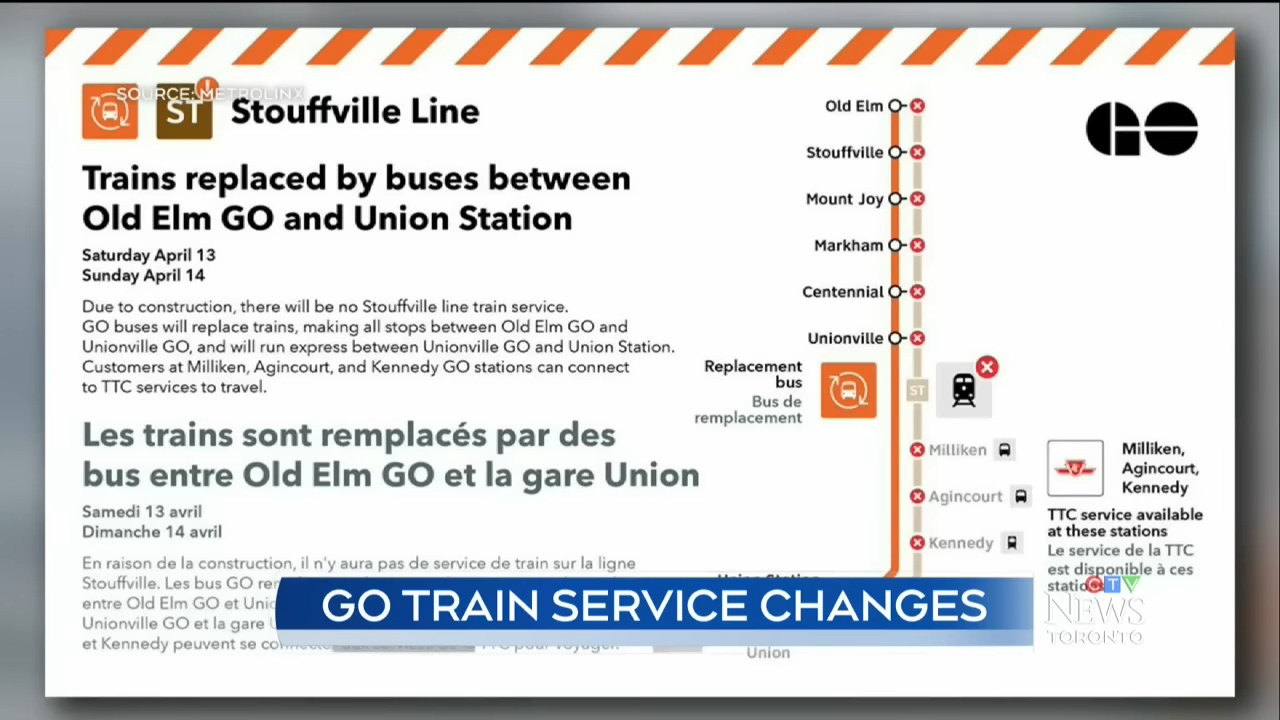 SOURCE: METROLINX
ST
Stouffville Line
Trains replaced by buses between
Old Elm GO and Union Station
Saturday April 13
Sunday April 14
Due to construction, there will be no Stouffville line train service.
GO buses will replace trains, making all stops between Old Elm GO and
Unionville GO, and will run express between Unionville GO and Union Station.
Customers at Milliken, Agincourt, and Kennedy GO stations can connect
to TTC services to travel.
Les trains sont remplacés par des
bus entre Old Elm GO et la gare Union
Samedi 13 avril
Dimanche 14 avril
En raison de la construction, il n'y aura pas de service de train sur la ligne
Stouffville. Les bus GO
entre Old Elm GO et
Unionville GO et la gare
et Kennedy peuvent se
pour voyager.
Old Elm
Stouffville
Mount Joy
Markham
Centennial
Unionville
Replacement
bus
Bus de
remplacement
ST
Milliken
Agincourt
Kennedy
Union Station
Union
GO
Milliken,
Agincourt,
Kennedy
TTC service available
at these stations
Le service de la TTC
est disponible à ces
GO TRAIN SERVICE CHANGES
CTV
NEWS
TORONTO